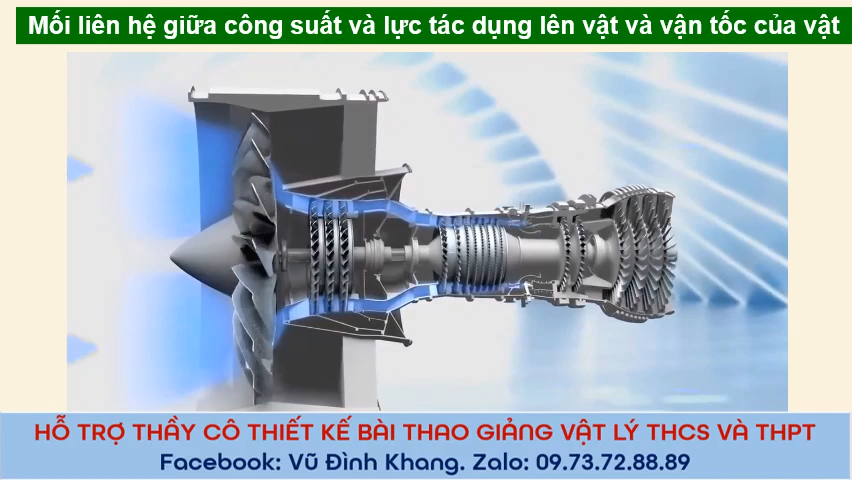 Mối liên hệ giữa công suất và lực tác dụng lên vật và vận tốc của vật
HỖ TRỢ THẦY CÔ THIẾT KẾ BÀI THAO GIẢNG VẬT LÝ THCS VÀ THPT
Facebook: Vũ Đình Khang. Zalo: 09.73.72.88.89